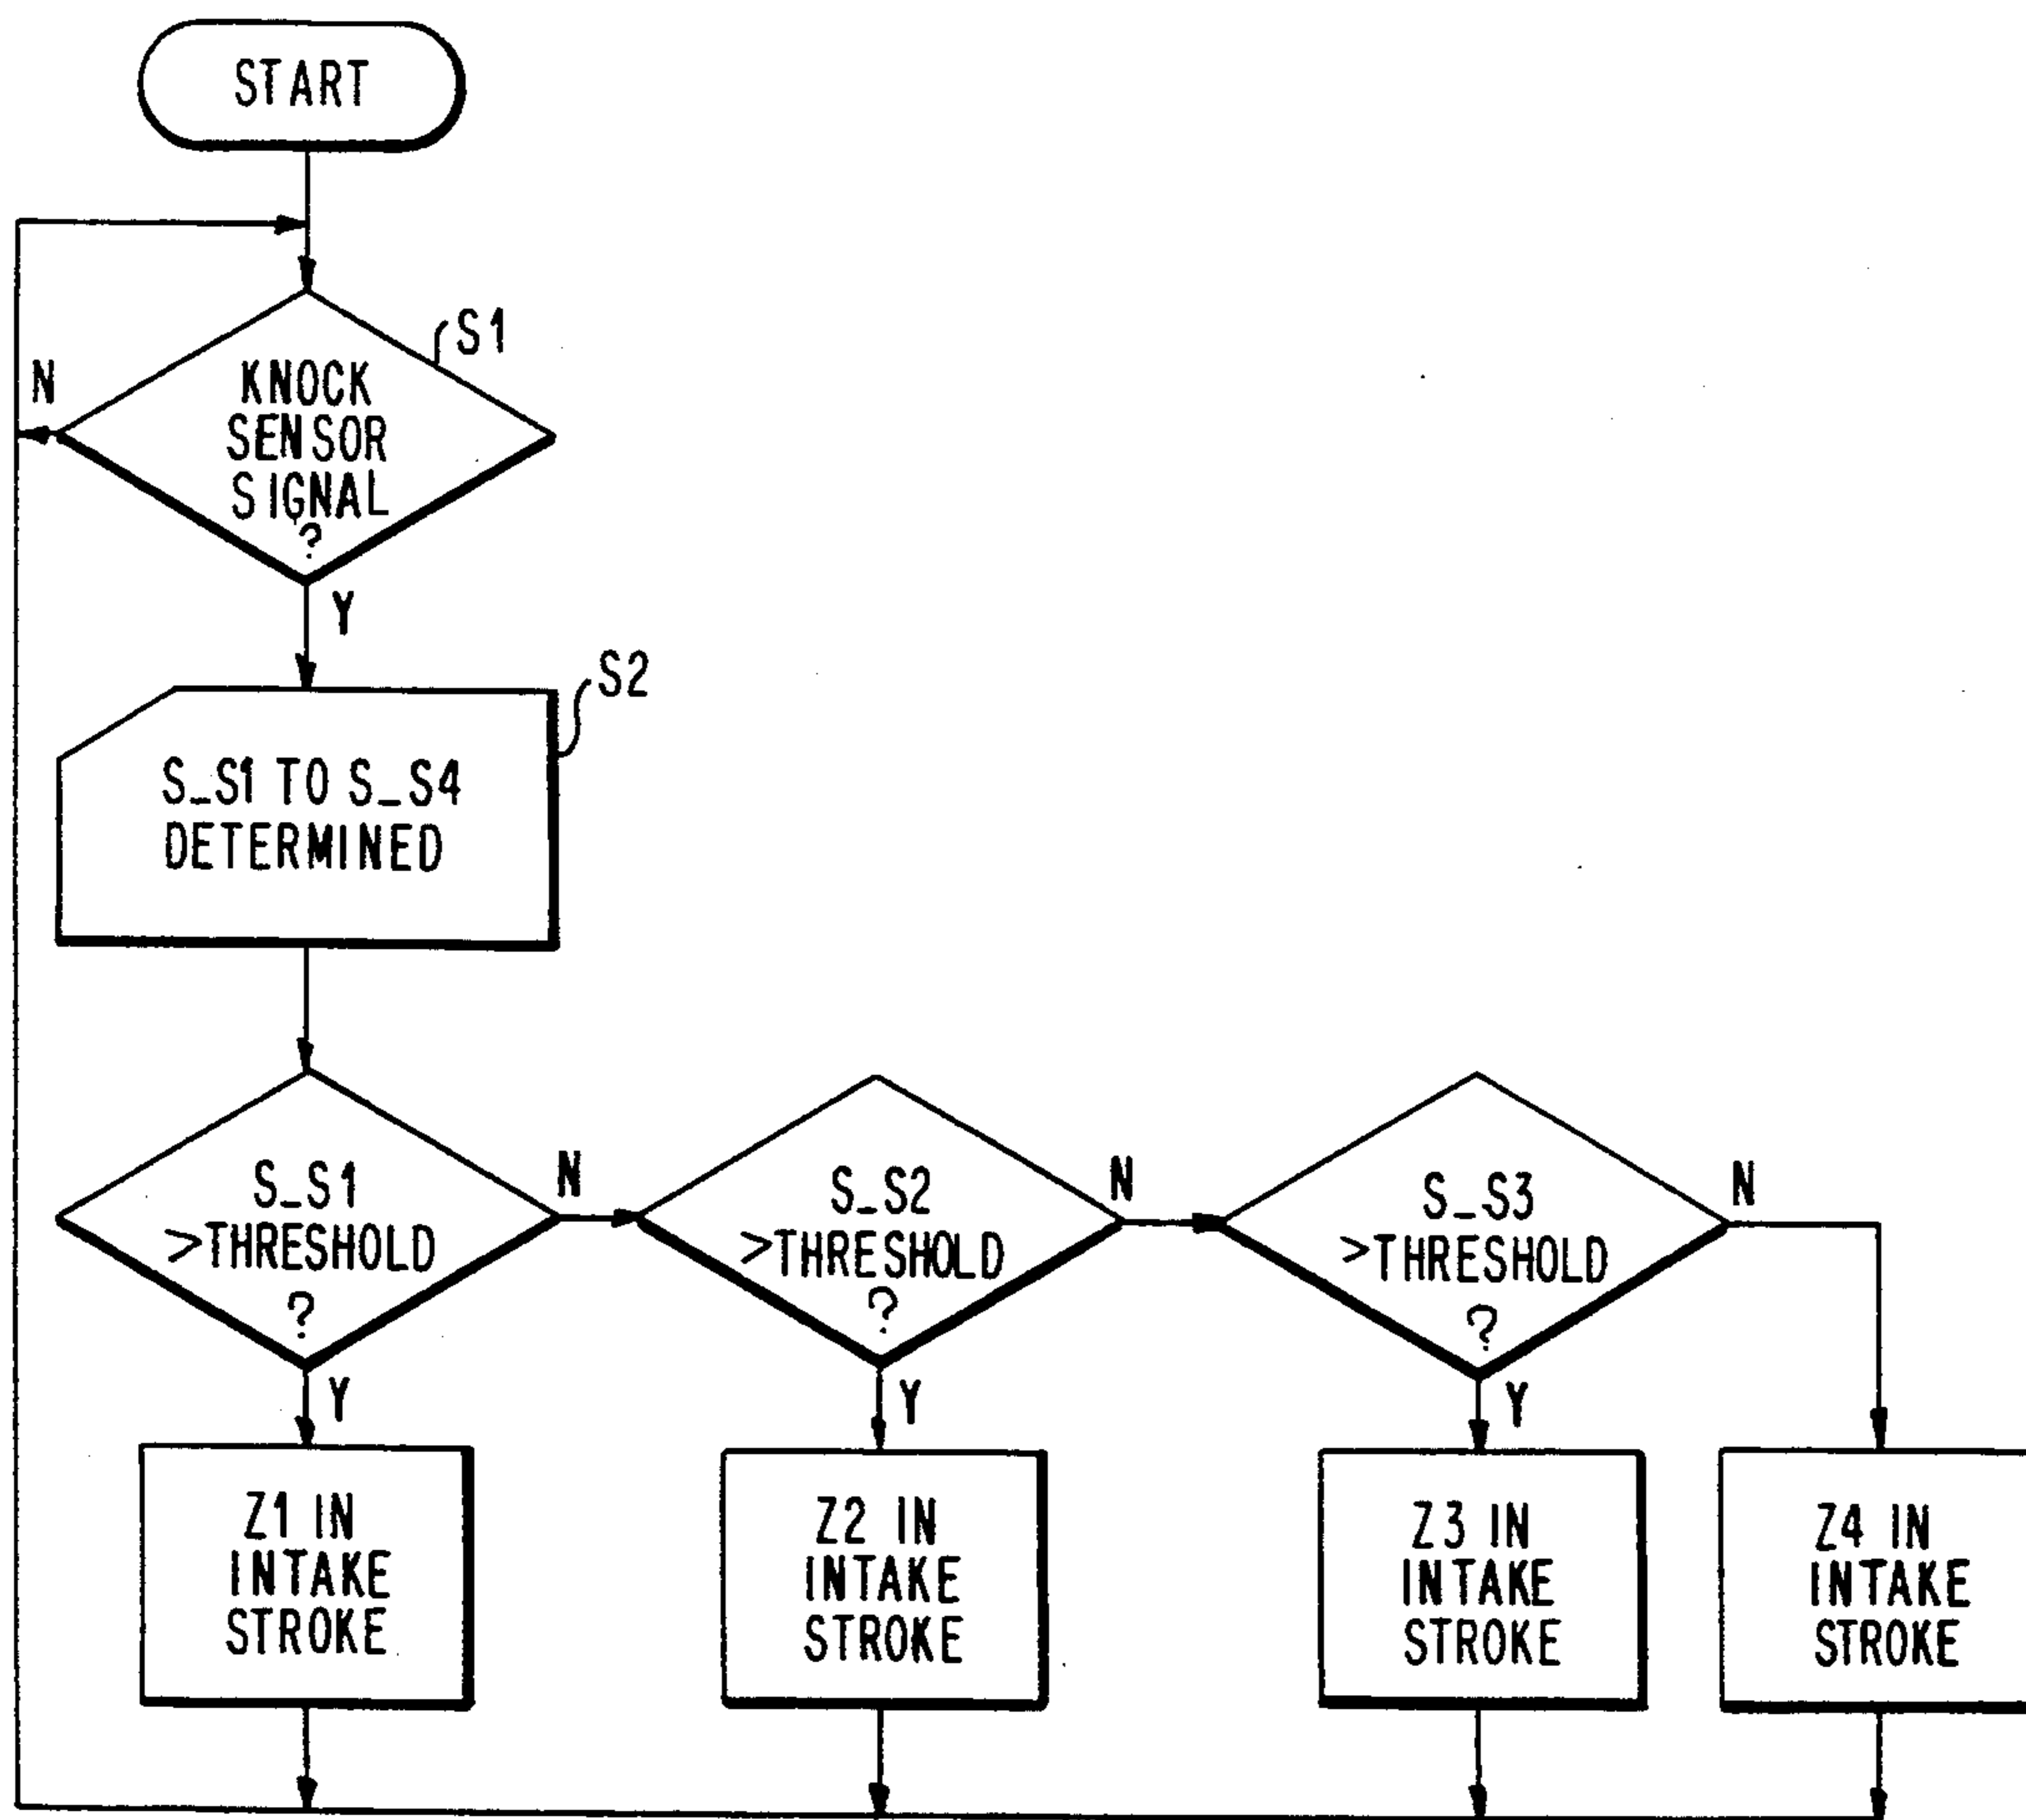 START
S1
N
KNOCK
SENSOR
SIGNAL
?
Y
S2
S_S1 TO S_S4
DETERMINED
S_S1
>THRESHOLD
?
N
Y
S_S2
>THRESHOLD
?
N
Y
S_S3
>THRESHOLD
?
N
Y
Z1 IN
INTAKE
STROKE
Z2 IN
INTAKE
STROKE
Z3 IN
INTAKE
STROKE
Z4 IN
INTAKE
STROKE